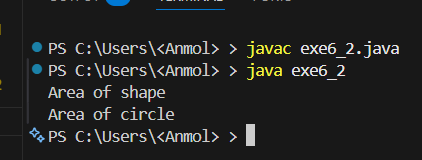 PS C:\Users\<Anmol> > javac exe6_2.java
PS C:\Users\<Anmol> > java exe6_2
Area of shape
Area of circle
PS C:\Users\<Anmol> >